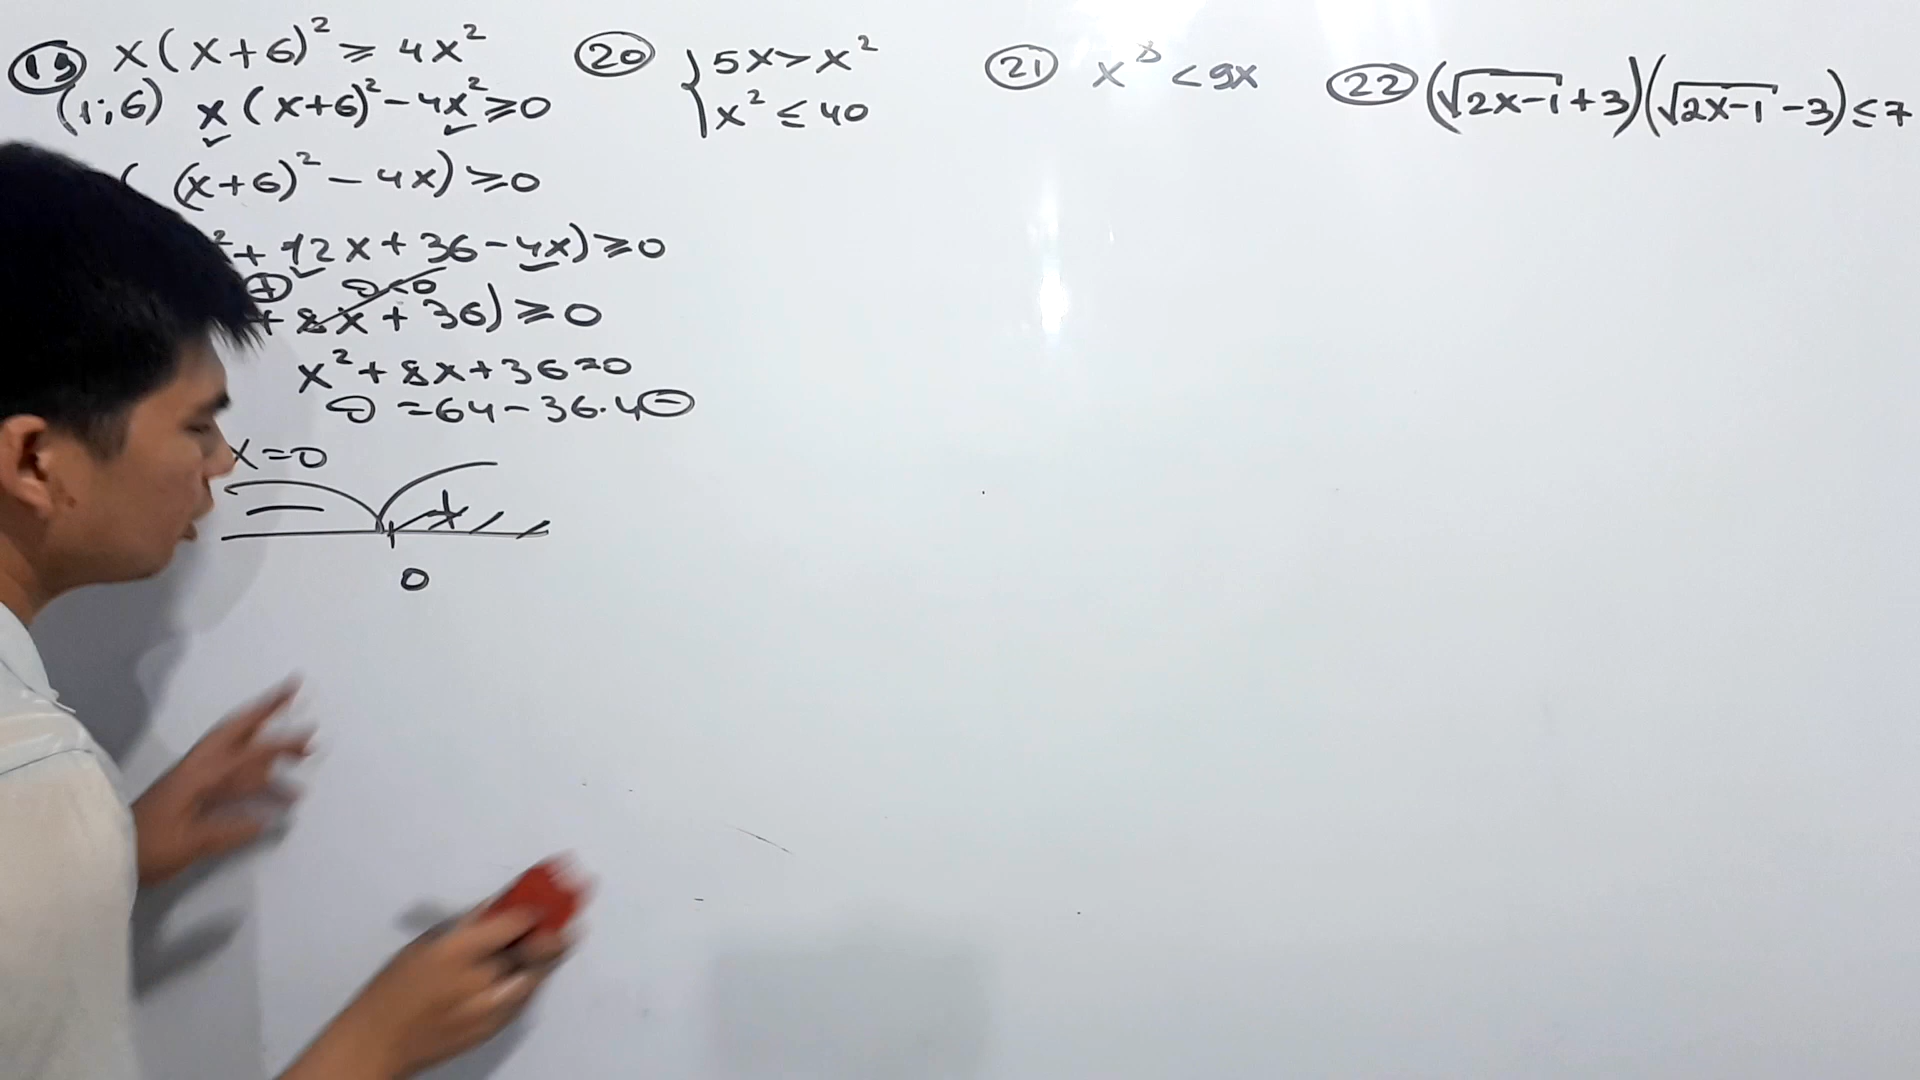 19 x(x+6)² ≥ 4x²
(1;6) x(x+6)² - 4x² ≥ 0
( (x+6)² - 4x) ≥ 0
² + 12x + 36 - 4x) ≥ 0
+ D<0
+ 8x + 36) ≥ 0
x² + 8x + 36 = 0
D = 64 - 36·4 -
x = 0
− +
0
20 { 5x > x²
x² ≤ 40
21 x³ < 9x
22 (√2x-1 + 3)(√2x-1 - 3) ≤ 7